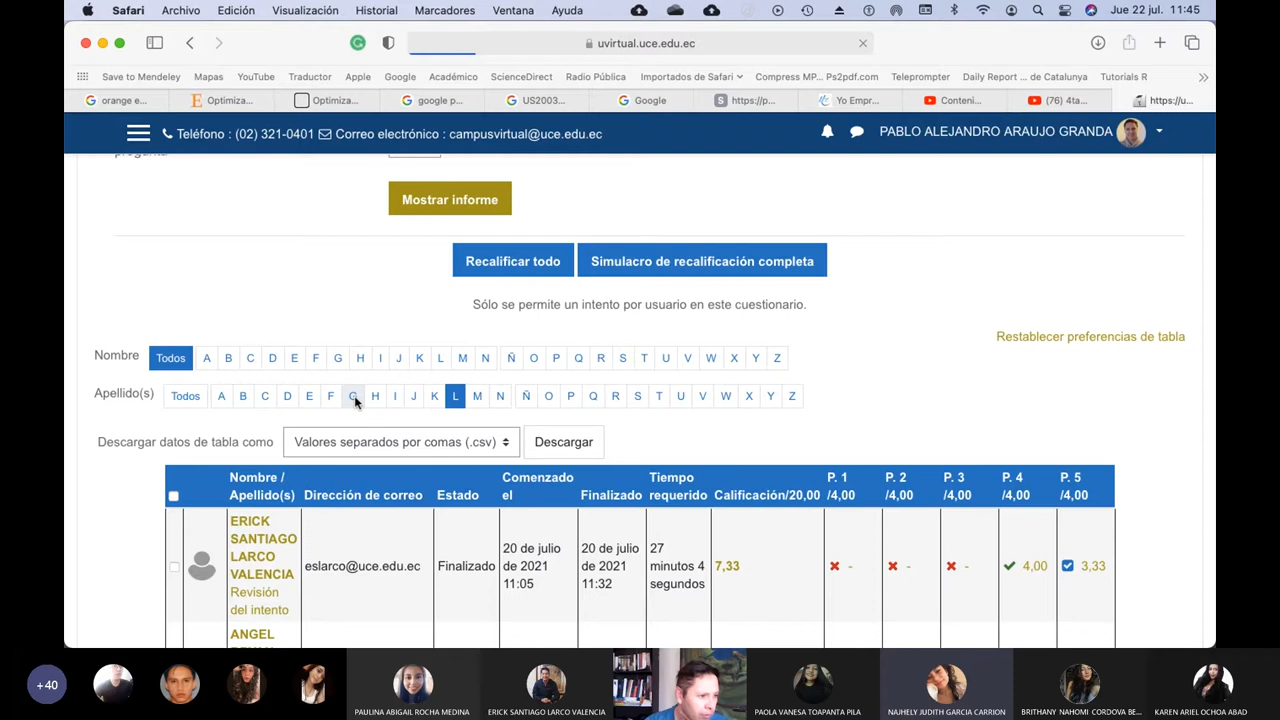 Safari Archivo Edición Visualización Historial Marcadores Ventana Ayuda Jue 22 jul. 11:45
uvirtual.uce.edu.ec
Save to Mendeley Mapas YouTube Traductor Apple Google Académico ScienceDirect Radio Pública Importados de Safari Compress MP... Ps2pdf.com Teleprompter Daily Report ... de Catalunya Tutorials R
orange e... Optimiza... Optimiza... google p... US2003... Google https://p... Yo Empr... Conteni... (76) 4ta... https://u...
Teléfono : (02) 321-0401 Correo electrónico : campusvirtual@uce.edu.ec PABLO ALEJANDRO ARAUJO GRANDA
pregunta
Mostrar informe
Recalificar todo Simulacro de recalificación completa
Sólo se permite un intento por usuario en este cuestionario.
Restablecer preferencias de tabla
Nombre Todos A B C D E F G H I J K L M N Ñ O P Q R S T U V W X Y Z
Apellido(s) Todos A B C D E F G H I J K L M N Ñ O P Q R S T U V W X Y Z
Descargar datos de tabla como Valores separados por comas (.csv) Descargar
Nombre / Comenzado Tiempo P. 1 P. 2 P. 3 P. 4 P. 5
Apellido(s) Dirección de correo Estado el Finalizado requerido Calificación/20,00 /4,00 /4,00 /4,00 /4,00 /4,00
ERICK
SANTIAGO
LARCO
VALENCIA
Revisión
del intento
eslarco@uce.edu.ec
Finalizado
20 de julio
de 2021
11:05
20 de julio
de 2021
11:32
27
minutos 4
segundos
7,33
- - - 4,00 3,33
ANGEL
+40
PAULINA ABIGAIL ROCHA MEDINA ERICK SANTIAGO LARCO VALENCIA PAOLA VANESA TOAPANTA PILA NAJHELY JUDITH GARCIA CARRION BRITHANY NAHOMI CORDOVA BE... KAREN ARIEL OCHOA ABAD